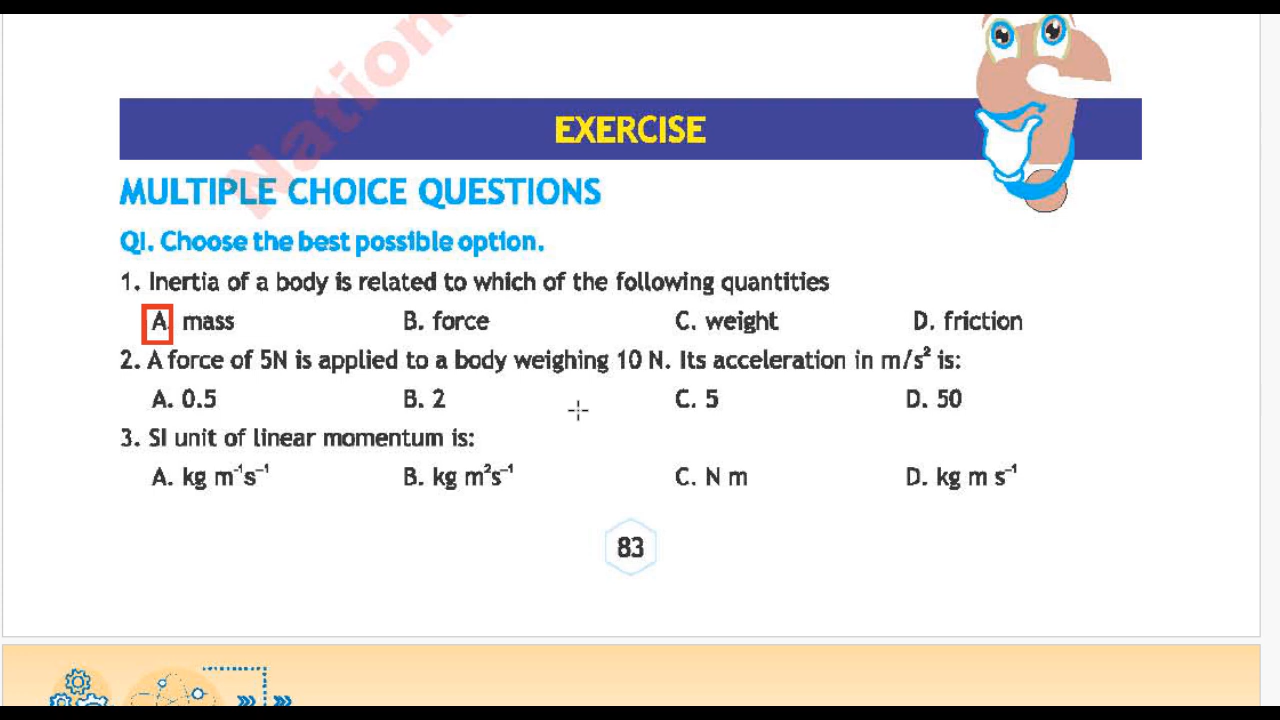 Nation
EXERCISE
MULTIPLE CHOICE QUESTIONS
QI. Choose the best possible option.
1. Inertia of a body is related to which of the following quantities
A. mass B. force C. weight D. friction
2. A force of 5N is applied to a body weighing 10 N. Its acceleration in m/s² is:
A. 0.5 B. 2 C. 5 D. 50
3. SI unit of linear momentum is:
A. kg m⁻¹s⁻¹ B. kg m²s⁻¹ C. N m D. kg m s⁻¹
83